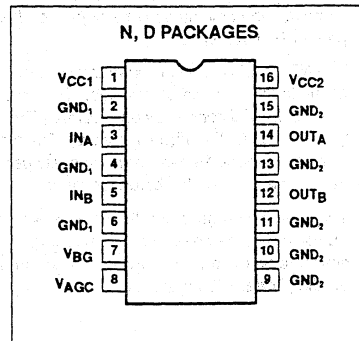 N, D PACKAGES
VCC1 1 16 VCC2
GND1 2 15 GND2
INA 3 14 OUTA
GND1 4 13 GND2
INB 5 12 OUTB
GND1 6 11 GND2
VBG 7 10 GND2
VAGC 8 9 GND2